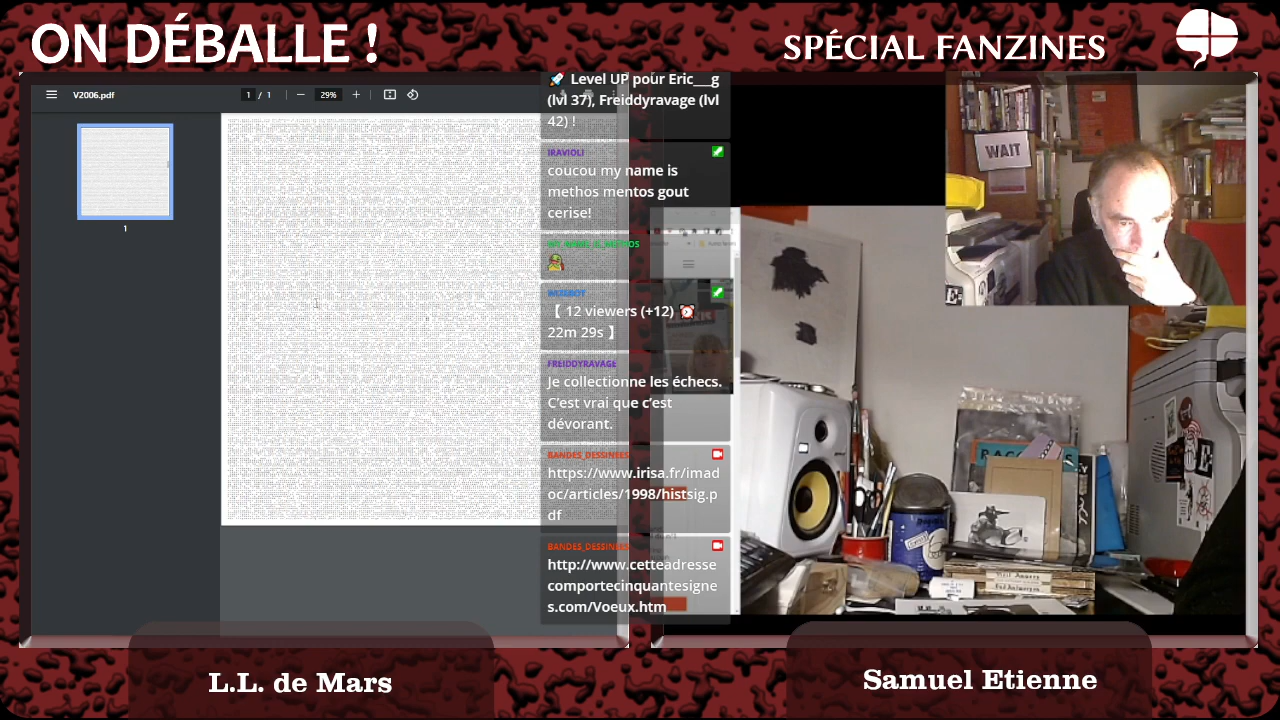 ON DÉBALLE !
SPÉCIAL FANZINES
V2006.pdf
1 / 1
29%
1
Level UP pour Eric___g
(lvl 37), Freiddyravage (lvl
42) !
IRAVIOLI
coucou my name is
methos mentos gout
cerise!
【 12 viewers (+12)
22m 29s 】
FREIDDYRAVAGE
Je collectionne les échecs.
C'est vrai que c'est
dévorant.
BANDES_DESSINEES
https://www.irisa.fr/imad
oc/articles/1998/histsig.p
df
BANDES_DESSINEES
http://www.cetteadresse
comportecinquantesigne
s.com/Voeux.htm
WAIT
L.L. de Mars
Samuel Etienne